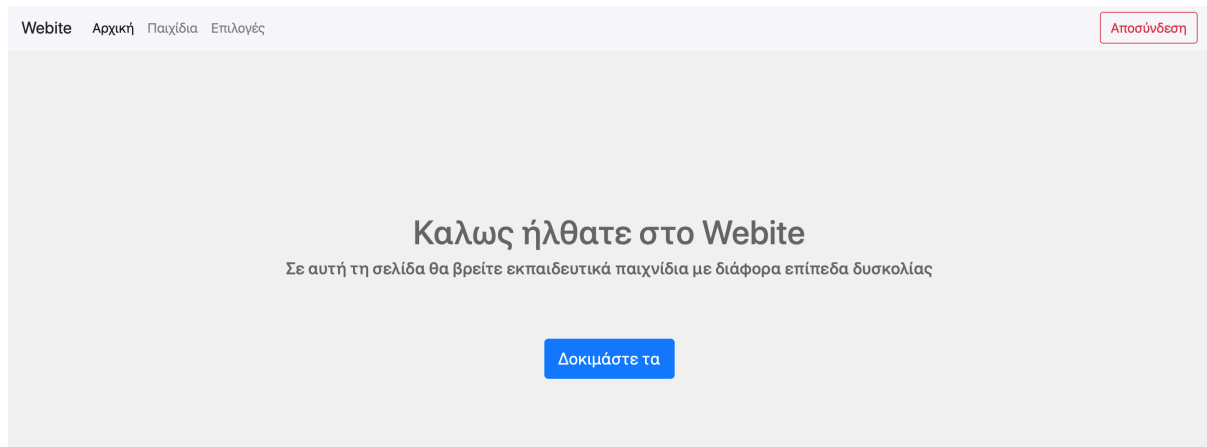 Webite Αρχική Παιχίδια Επιλογές Αποσύνδεση
Καλως ήλθατε στο Webite
Σε αυτή τη σελίδα θα βρείτε εκπαιδευτικά παιχνίδια με διάφορα επίπεδα δυσκολίας
Δοκιμάστε τα